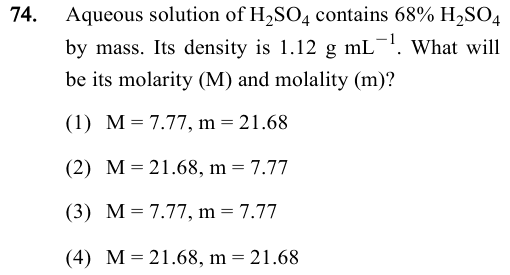 74. Aqueous solution of H₂SO₄ contains 68% H₂SO₄
by mass. Its density is 1.12 g mL⁻¹. What will
be its molarity (M) and molality (m)?
(1) M = 7.77, m = 21.68
(2) M = 21.68, m = 7.77
(3) M = 7.77, m = 7.77
(4) M = 21.68, m = 21.68